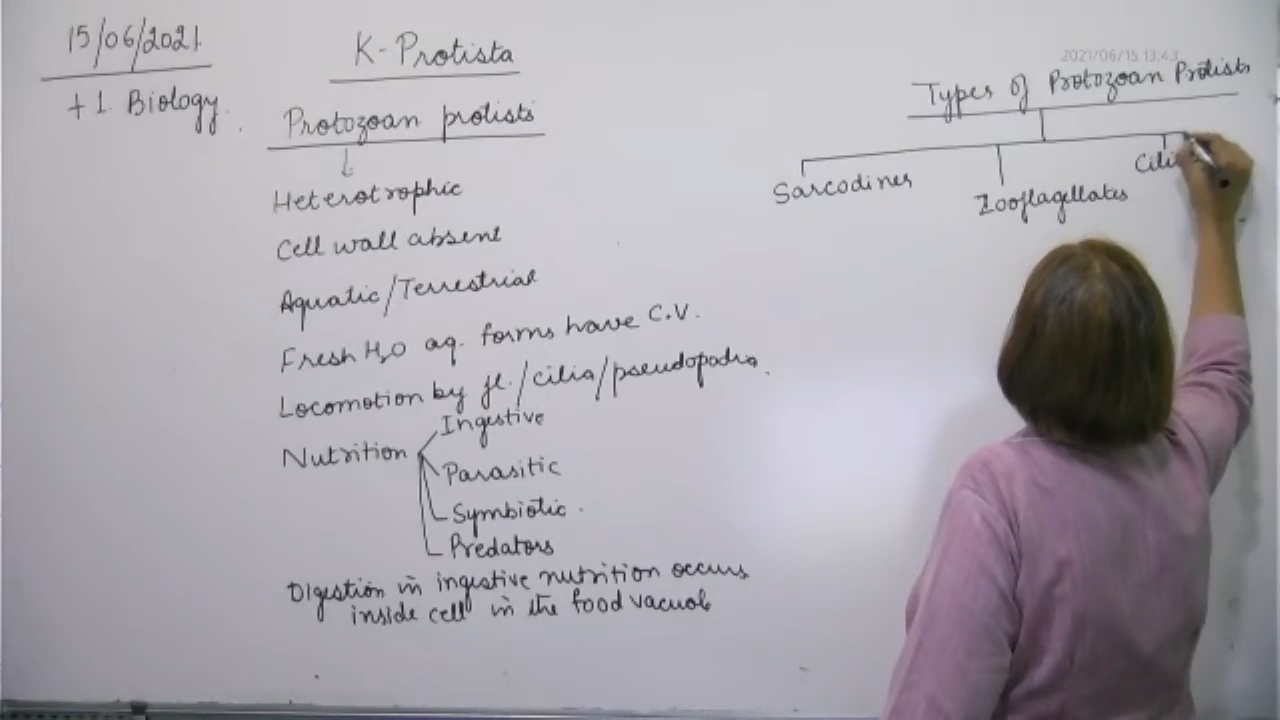 15/06/2021
+1 Biology.
K-Protista
Protozoan protists
Heterotrophic
Cell wall absent
Aquatic/Terrestrial
Fresh H2O aq. forms have C.V.
Locomotion by fl./cilia/pseudopodia.
Nutrition
Ingestive
Parasitic
Symbiotic.
Predators
Digestion in ingestive nutrition occurs
inside cell in the food vacuole
2021/06/15 13:43
Types of Protozoan Protists
Sarcodines
Zooflagellates